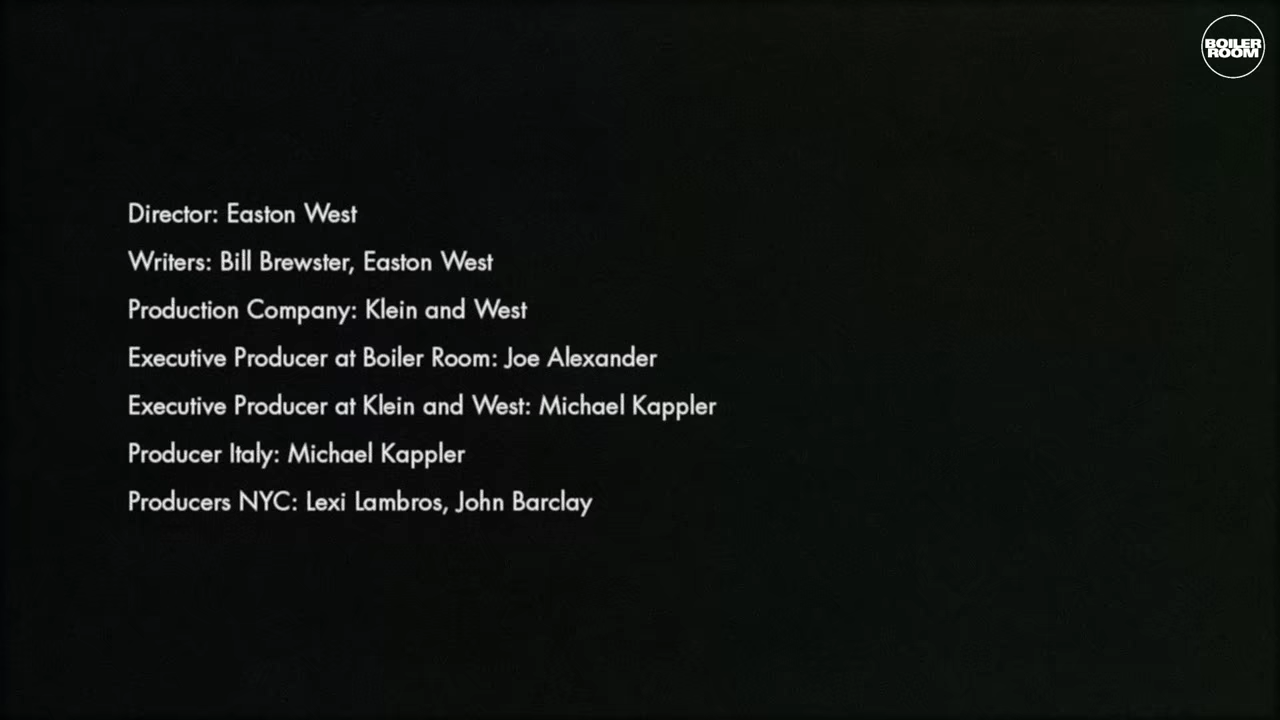 BOILER
ROOM
Director: Easton West
Writers: Bill Brewster, Easton West
Production Company: Klein and West
Executive Producer at Boiler Room: Joe Alexander
Executive Producer at Klein and West: Michael Kappler
Producer Italy: Michael Kappler
Producers NYC: Lexi Lambros, John Barclay